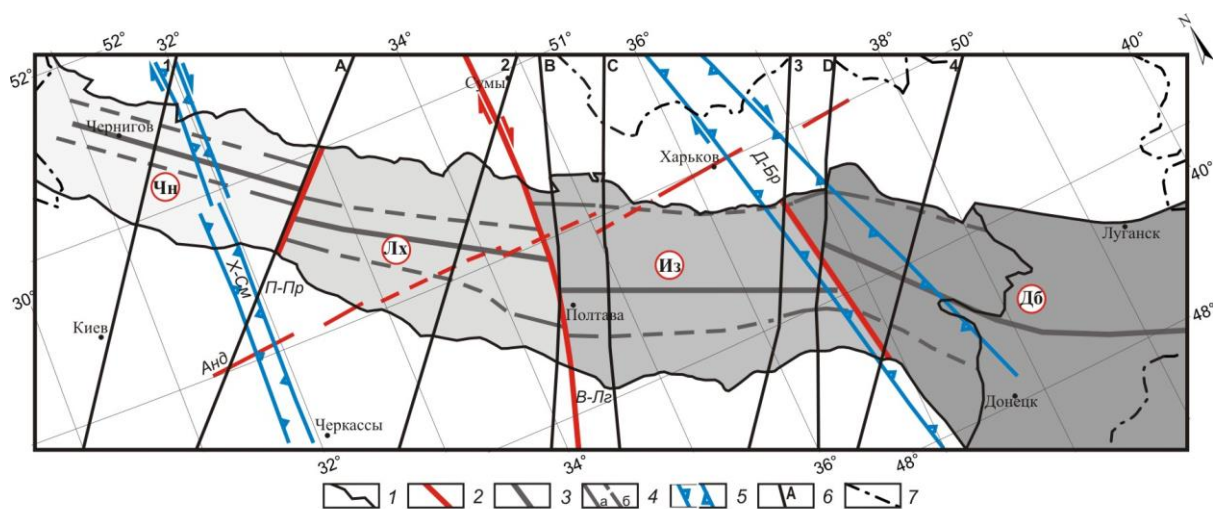 52° 32° 34° 51° 36° 38° 50° 40°
N
1 A 2 B C 3 D 4
52°
Сумы
Чернигов
Харьков
Д-Бр
40°
Чн
Луганск
Лх
Из
Х-См
П-Пр
Дб
30°
Полтава
48°
Киев
Анд
В-Лг
Донецк
Черкассы
32° 34° 36° 48°
1 2 3 а б 4 5 А 6 7